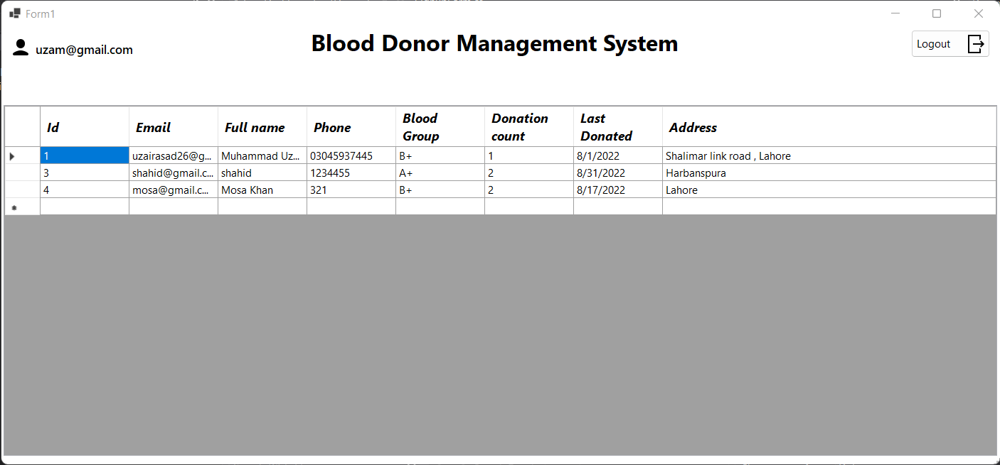 Form1
uzam@gmail.com
Blood Donor Management System
Logout
Id Email Full name Phone Blood Group Donation count Last Donated Address
1 uzairasad26@g... Muhammad Uz... 03045937445 B+ 1 8/1/2022 Shalimar link road , Lahore
3 shahid@gmail.c... shahid 1234455 A+ 2 8/31/2022 Harbanspura
4 mosa@gmail.c... Mosa Khan 321 B+ 2 8/17/2022 Lahore